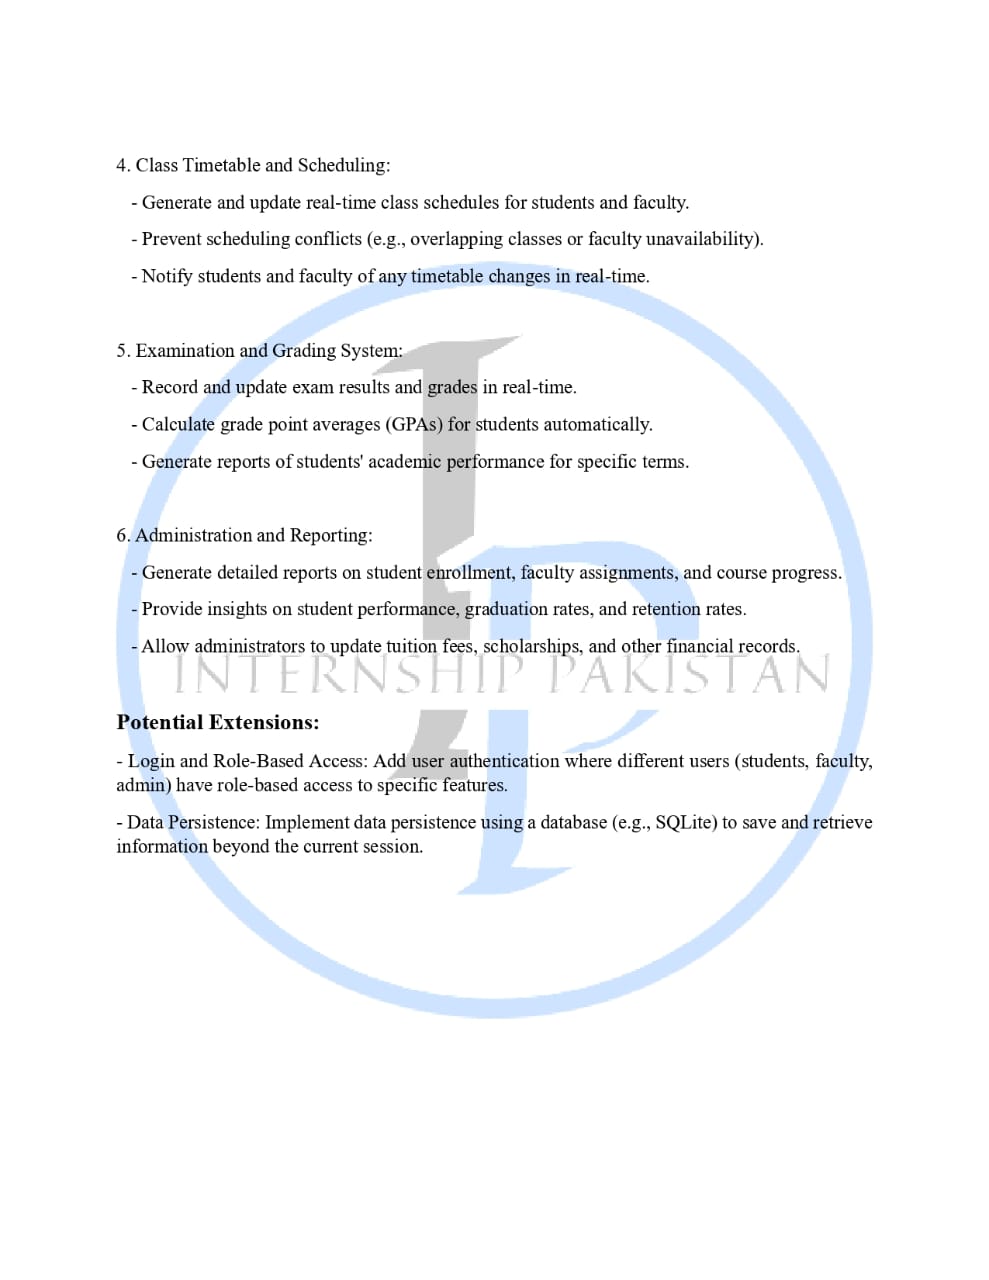 4. Class Timetable and Scheduling:
- Generate and update real-time class schedules for students and faculty.
- Prevent scheduling conflicts (e.g., overlapping classes or faculty unavailability).
- Notify students and faculty of any timetable changes in real-time.
5. Examination and Grading System:
- Record and update exam results and grades in real-time.
- Calculate grade point averages (GPAs) for students automatically.
- Generate reports of students' academic performance for specific terms.
6. Administration and Reporting:
- Generate detailed reports on student enrollment, faculty assignments, and course progress.
- Provide insights on student performance, graduation rates, and retention rates.
- Allow administrators to update tuition fees, scholarships, and other financial records.
INTERNSHIP PAKISTAN
Potential Extensions:
- Login and Role-Based Access: Add user authentication where different users (students, faculty,
admin) have role-based access to specific features.
- Data Persistence: Implement data persistence using a database (e.g., SQLite) to save and retrieve
information beyond the current session.